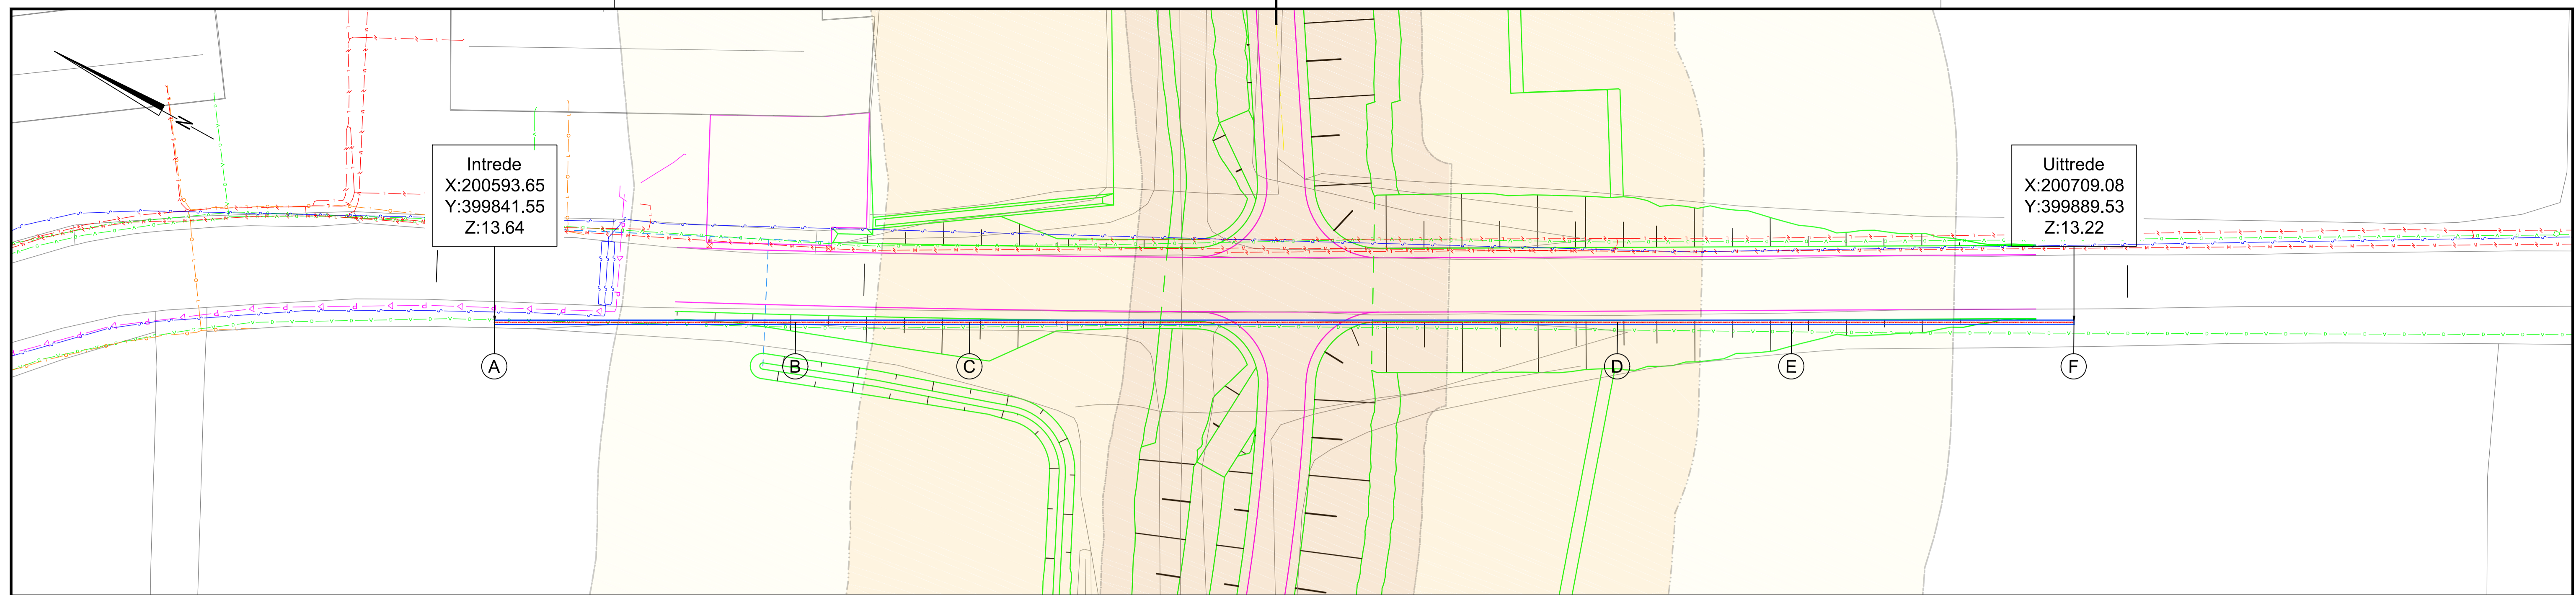 N
Intrede
X:200593.65
Y:399841.55
Z:13.64
Uittrede
X:200709.08
Y:399889.53
Z:13.22
A
B
C
D
E
F